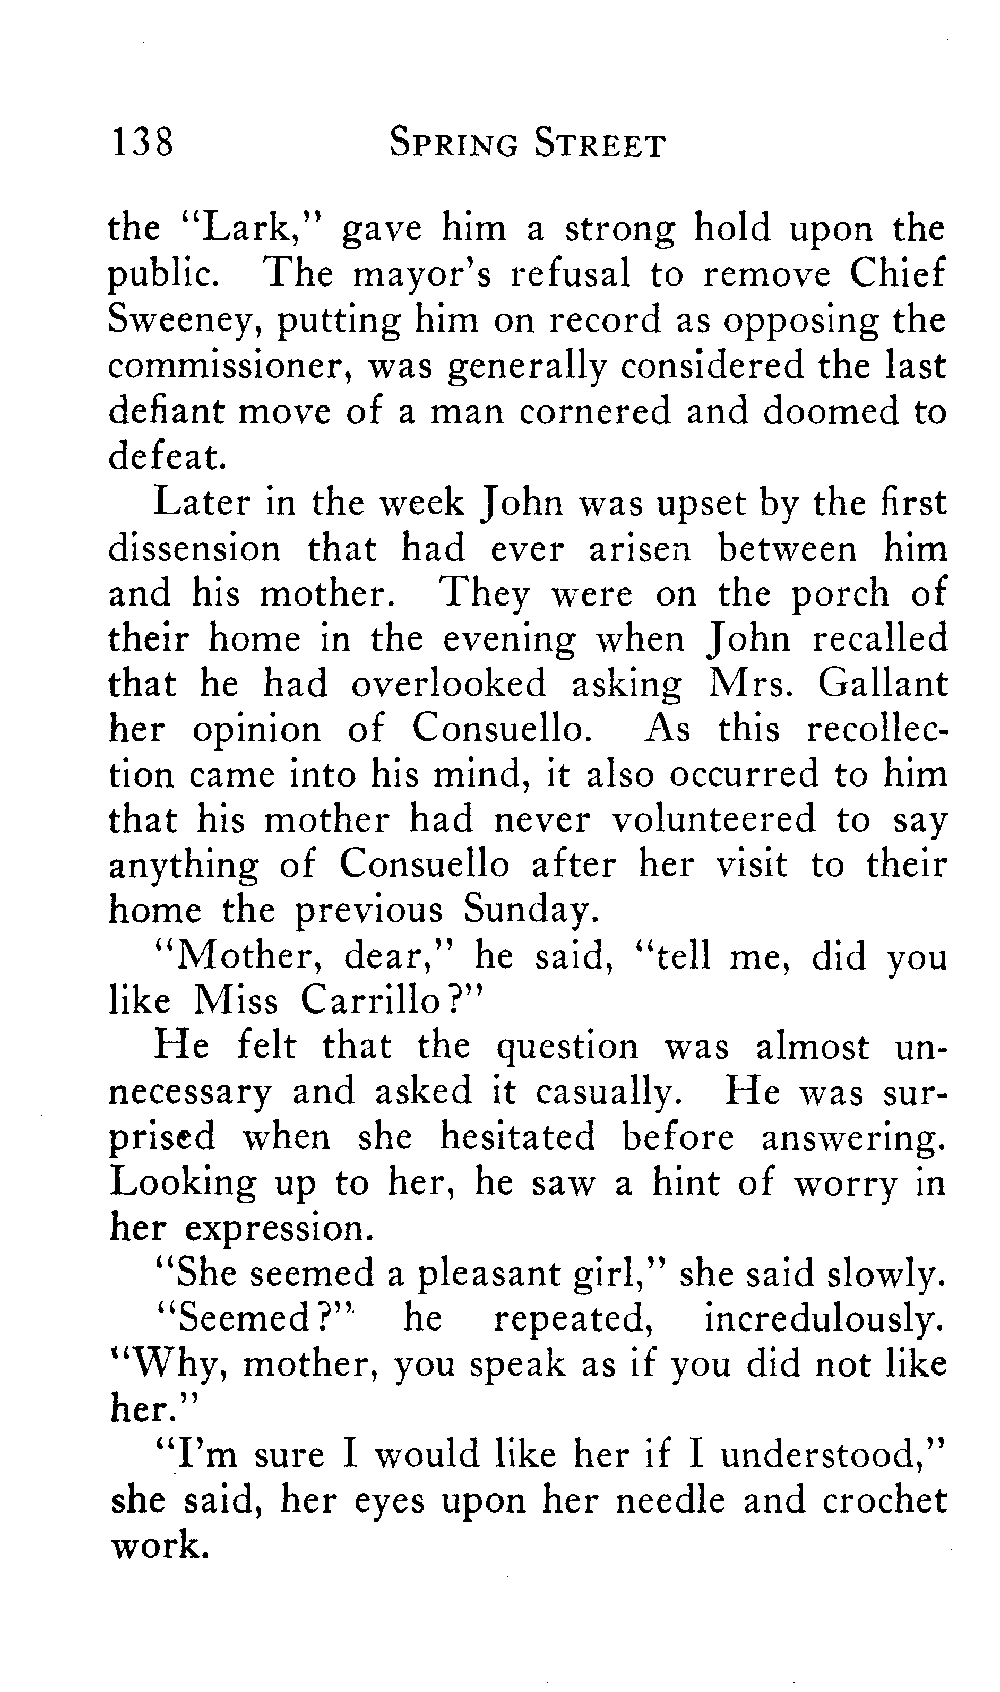 138 SPRING STREET
the "Lark," gave him a strong hold upon the
public. The mayor's refusal to remove Chief
Sweeney, putting him on record as opposing the
commissioner, was generally considered the last
defiant move of a man cornered and doomed to
defeat.
Later in the week John was upset by the first
dissension that had ever arisen between him
and his mother. They were on the porch of
their home in the evening when John recalled
that he had overlooked asking Mrs. Gallant
her opinion of Consuello. As this recollec-
tion came into his mind, it also occurred to him
that his mother had never volunteered to say
anything of Consuello after her visit to their
home the previous Sunday.
"Mother, dear," he said, "tell me, did you
like Miss Carrillo?"
He felt that the question was almost un-
necessary and asked it casually. He was sur-
prised when she hesitated before answering.
Looking up to her, he saw a hint of worry in
her expression.
"She seemed a pleasant girl," she said slowly.
"Seemed?" he repeated, incredulously.
"Why, mother, you speak as if you did not like
her."
"I'm sure I would like her if I understood,"
she said, her eyes upon her needle and crochet
work.